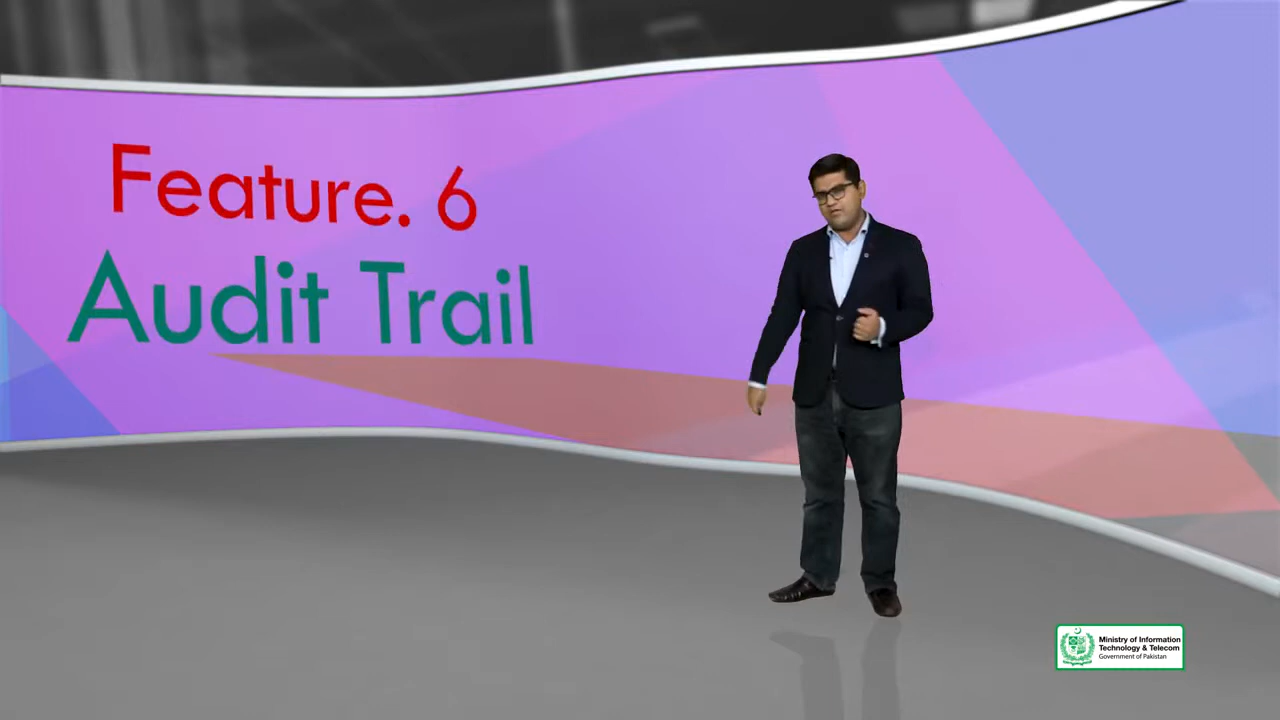 Feature. 6
Audit Trail
Ministry of Information
Technology & Telecom
Government of Pakistan